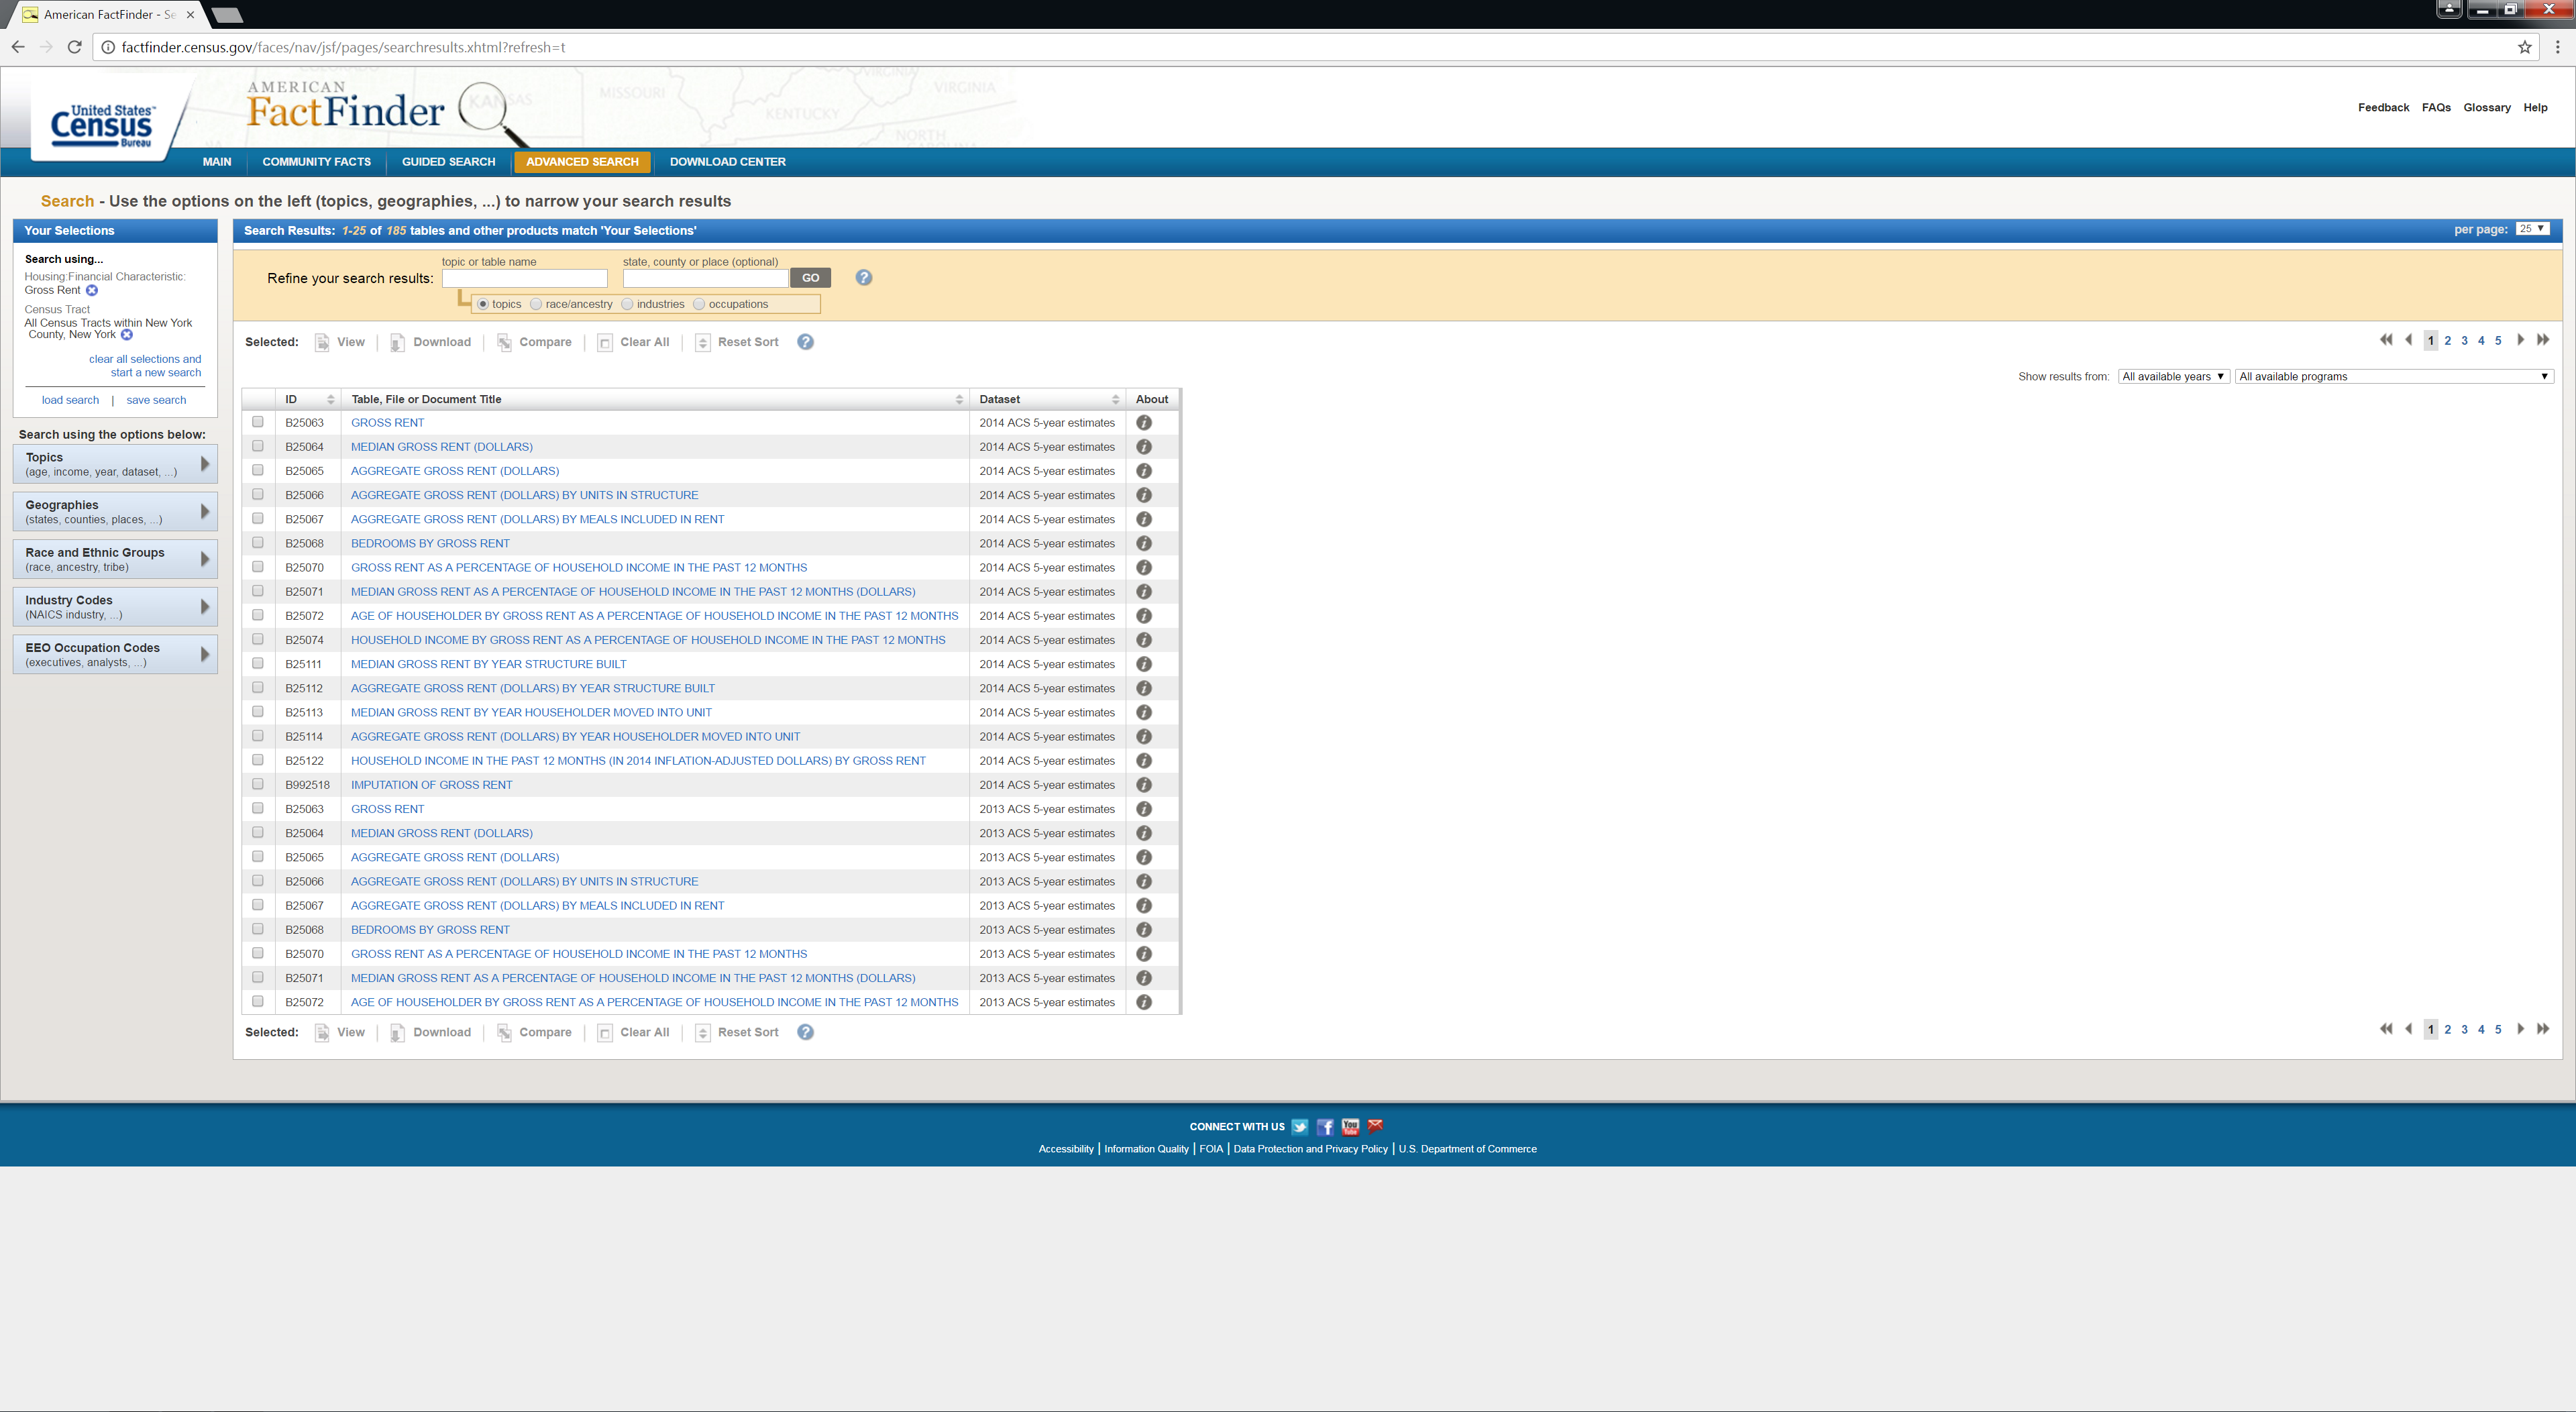 American FactFinder - Se
factfinder.census.gov/faces/nav/jsf/pages/searchresults.xhtml?refresh=t
United States™
Census
Bureau
AMERICAN
FactFinder
KANSAS
MISSOURI
KENTUCKY
VIRGINIA
VIRGINIA
NORTH
Feedback FAQs Glossary Help
MAIN COMMUNITY FACTS GUIDED SEARCH ADVANCED SEARCH DOWNLOAD CENTER
Search - Use the options on the left (topics, geographies, ...) to narrow your search results
Your Selections
Search using...
Housing:Financial Characteristic:
Gross Rent
Census Tract
All Census Tracts within New York
County, New York
clear all selections and
start a new search
load search | save search
Search using the options below:
Topics
(age, income, year, dataset, ...)
Geographies
(states, counties, places, ...)
Race and Ethnic Groups
(race, ancestry, tribe)
Industry Codes
(NAICS industry, ...)
EEO Occupation Codes
(executives, analysts, ...)
Search Results: 1-25 of 185 tables and other products match 'Your Selections'
per page: 25
topic or table name state, county or place (optional)
Refine your search results: GO ?
topics race/ancestry industries occupations
Selected: View | Download | Compare | Clear All | Reset Sort ?
1 2 3 4 5
Show results from: All available years All available programs
ID Table, File or Document Title Dataset About
B25063 GROSS RENT 2014 ACS 5-year estimates i
B25064 MEDIAN GROSS RENT (DOLLARS) 2014 ACS 5-year estimates i
B25065 AGGREGATE GROSS RENT (DOLLARS) 2014 ACS 5-year estimates i
B25066 AGGREGATE GROSS RENT (DOLLARS) BY UNITS IN STRUCTURE 2014 ACS 5-year estimates i
B25067 AGGREGATE GROSS RENT (DOLLARS) BY MEALS INCLUDED IN RENT 2014 ACS 5-year estimates i
B25068 BEDROOMS BY GROSS RENT 2014 ACS 5-year estimates i
B25070 GROSS RENT AS A PERCENTAGE OF HOUSEHOLD INCOME IN THE PAST 12 MONTHS 2014 ACS 5-year estimates i
B25071 MEDIAN GROSS RENT AS A PERCENTAGE OF HOUSEHOLD INCOME IN THE PAST 12 MONTHS (DOLLARS) 2014 ACS 5-year estimates i
B25072 AGE OF HOUSEHOLDER BY GROSS RENT AS A PERCENTAGE OF HOUSEHOLD INCOME IN THE PAST 12 MONTHS 2014 ACS 5-year estimates i
B25074 HOUSEHOLD INCOME BY GROSS RENT AS A PERCENTAGE OF HOUSEHOLD INCOME IN THE PAST 12 MONTHS 2014 ACS 5-year estimates i
B25111 MEDIAN GROSS RENT BY YEAR STRUCTURE BUILT 2014 ACS 5-year estimates i
B25112 AGGREGATE GROSS RENT (DOLLARS) BY YEAR STRUCTURE BUILT 2014 ACS 5-year estimates i
B25113 MEDIAN GROSS RENT BY YEAR HOUSEHOLDER MOVED INTO UNIT 2014 ACS 5-year estimates i
B25114 AGGREGATE GROSS RENT (DOLLARS) BY YEAR HOUSEHOLDER MOVED INTO UNIT 2014 ACS 5-year estimates i
B25122 HOUSEHOLD INCOME IN THE PAST 12 MONTHS (IN 2014 INFLATION-ADJUSTED DOLLARS) BY GROSS RENT 2014 ACS 5-year estimates i
B992518 IMPUTATION OF GROSS RENT 2014 ACS 5-year estimates i
B25063 GROSS RENT 2013 ACS 5-year estimates i
B25064 MEDIAN GROSS RENT (DOLLARS) 2013 ACS 5-year estimates i
B25065 AGGREGATE GROSS RENT (DOLLARS) 2013 ACS 5-year estimates i
B25066 AGGREGATE GROSS RENT (DOLLARS) BY UNITS IN STRUCTURE 2013 ACS 5-year estimates i
B25067 AGGREGATE GROSS RENT (DOLLARS) BY MEALS INCLUDED IN RENT 2013 ACS 5-year estimates i
B25068 BEDROOMS BY GROSS RENT 2013 ACS 5-year estimates i
B25070 GROSS RENT AS A PERCENTAGE OF HOUSEHOLD INCOME IN THE PAST 12 MONTHS 2013 ACS 5-year estimates i
B25071 MEDIAN GROSS RENT AS A PERCENTAGE OF HOUSEHOLD INCOME IN THE PAST 12 MONTHS (DOLLARS) 2013 ACS 5-year estimates i
B25072 AGE OF HOUSEHOLDER BY GROSS RENT AS A PERCENTAGE OF HOUSEHOLD INCOME IN THE PAST 12 MONTHS 2013 ACS 5-year estimates i
Selected: View | Download | Compare | Clear All | Reset Sort ?
1 2 3 4 5
CONNECT WITH US You Tube
Accessibility | Information Quality | FOIA | Data Protection and Privacy Policy | U.S. Department of Commerce